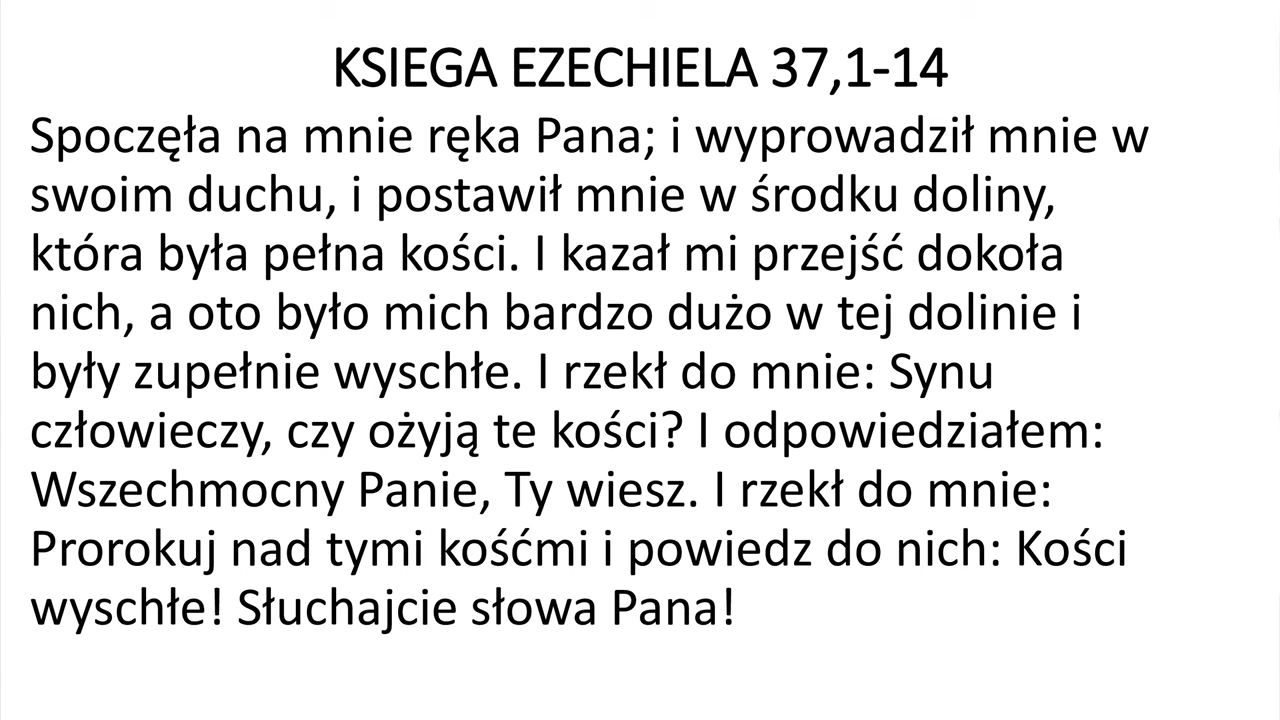 KSIEGA EZECHIELA 37,1-14
Spoczęła na mnie ręka Pana; i wyprowadził mnie w
swoim duchu, i postawił mnie w środku doliny,
która była pełna kości. I kazał mi przejść dokoła
nich, a oto było mich bardzo dużo w tej dolinie i
były zupełnie wyschłe. I rzekł do mnie: Synu
człowieczy, czy ożyją te kości? I odpowiedziałem:
Wszechmocny Panie, Ty wiesz. I rzekł do mnie:
Prorokuj nad tymi kośćmi i powiedz do nich: Kości
wyschłe! Słuchajcie słowa Pana!